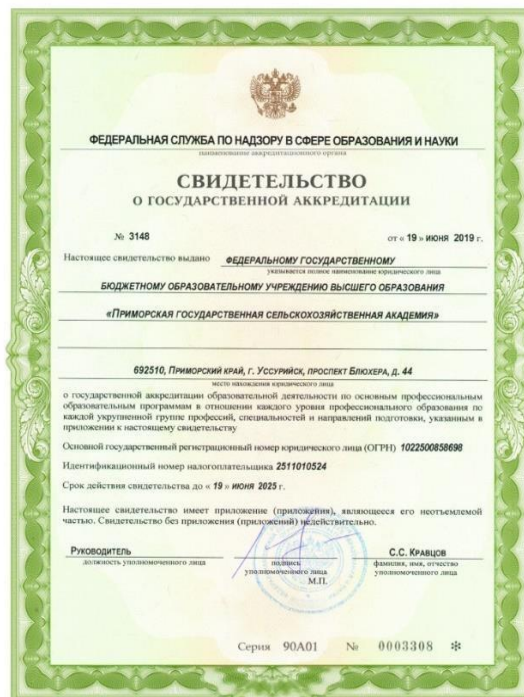 ФЕДЕРАЛЬНАЯ СЛУЖБА ПО НАДЗОРУ В СФЕРЕ ОБРАЗОВАНИЯ И НАУКИ
наименование аккредитационного органа
СВИДЕТЕЛЬСТВО
О ГОСУДАРСТВЕННОЙ АККРЕДИТАЦИИ
№ 3148 от « 19 » ИЮНЯ 2019 г.
Настоящее свидетельство выдано ФЕДЕРАЛЬНОМУ ГОСУДАРСТВЕННОМУ
указывается полное наименование юридического лица
БЮДЖЕТНОМУ ОБРАЗОВАТЕЛЬНОМУ УЧРЕЖДЕНИЮ ВЫСШЕГО ОБРАЗОВАНИЯ
«ПРИМОРСКАЯ ГОСУДАРСТВЕННАЯ СЕЛЬСКОХОЗЯЙСТВЕННАЯ АКАДЕМИЯ»
692510, ПРИМОРСКИЙ КРАЙ, Г. УССУРИЙСК, ПРОСПЕКТ БЛЮХЕРА, Д. 44
место нахождения юридического лица
о государственной аккредитации образовательной деятельности по основным профессиональным
образовательным программам в отношении каждого уровня профессионального образования по
каждой укрупненной группе профессий, специальностей и направлений подготовки, указанным в
приложении к настоящему свидетельству
Основной государственный регистрационный номер юридического лица (ОГРН) 1022500858698
Идентификационный номер налогоплательщика 2511010524
Срок действия свидетельства до « 19 » ИЮНЯ 2025 г.
Настоящее свидетельство имеет приложение (приложения), являющееся его неотъемлемой
частью. Свидетельство без приложения (приложений) недействительно.
РУКОВОДИТЕЛЬ С.С. КРАВЦОВ
должность уполномоченного лица подпись уполномоченного лица фамилия, имя, отчество уполномоченного лица
М.П.
Серия 90А01 № 0003308 ✻